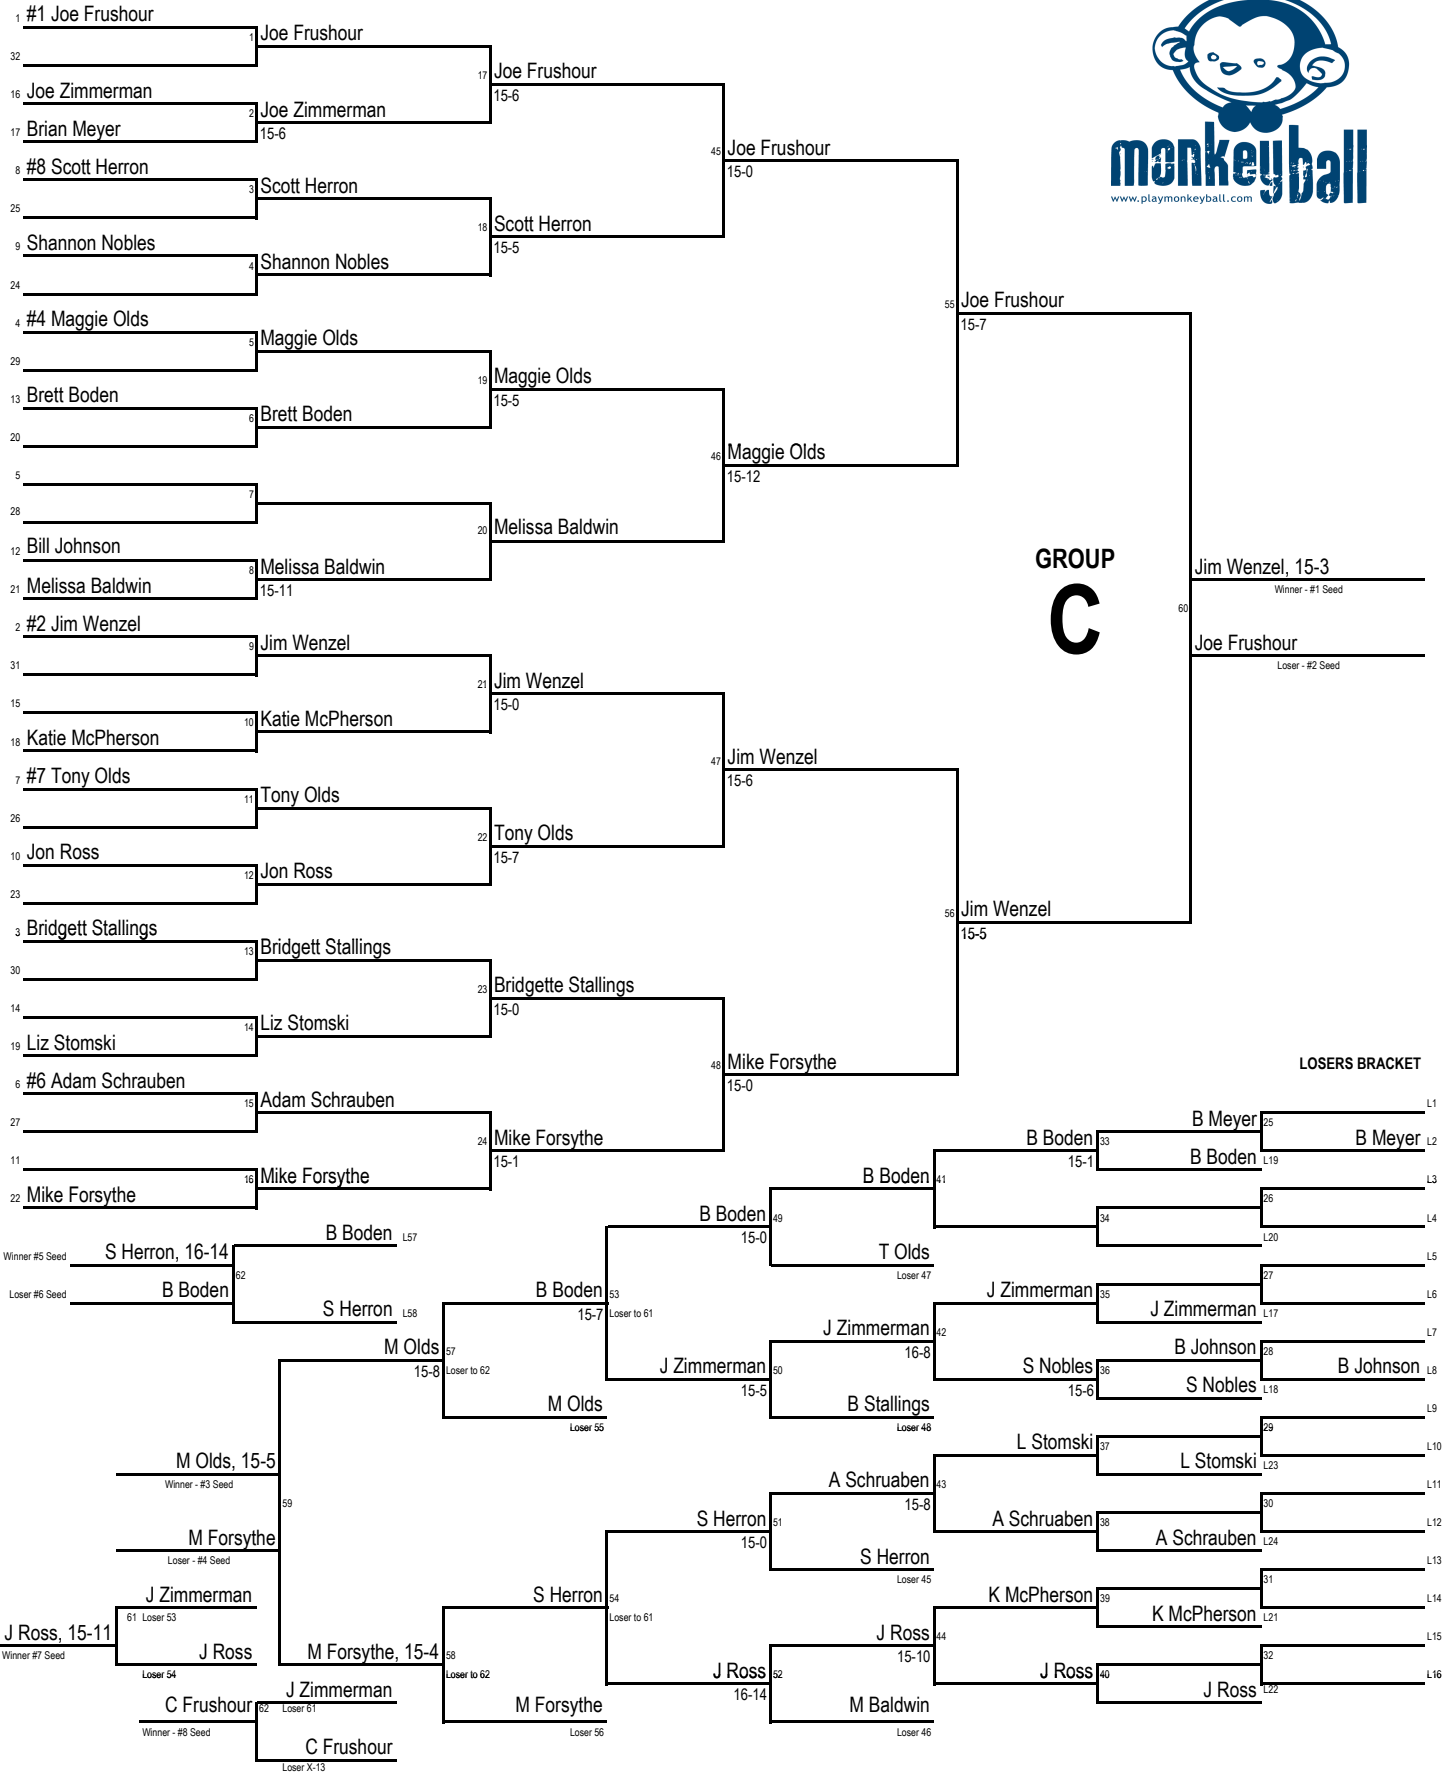 1 #1 Joe Frushour
32
1 Joe Frushour
16 Joe Zimmerman
17 Brian Meyer
2 Joe Zimmerman
15-6
17 Joe Frushour
15-6
8 #8 Scott Herron
25
3 Scott Herron
9 Shannon Nobles
24
4 Shannon Nobles
18 Scott Herron
15-5
45 Joe Frushour
15-0
monkeyball
www.playmonkeyball.com
4 #4 Maggie Olds
29
5 Maggie Olds
13 Brett Boden
20
6 Brett Boden
19 Maggie Olds
15-5
5
28
7
12 Bill Johnson
21 Melissa Baldwin
8 Melissa Baldwin
15-11
20 Melissa Baldwin
46 Maggie Olds
15-12
55 Joe Frushour
15-7
GROUP
C
2 #2 Jim Wenzel
31
9 Jim Wenzel
15
18 Katie McPherson
10 Katie McPherson
21 Jim Wenzel
15-0
7 #7 Tony Olds
26
11 Tony Olds
10 Jon Ross
23
12 Jon Ross
22 Tony Olds
15-7
47 Jim Wenzel
15-6
3 Bridgett Stallings
30
13 Bridgett Stallings
14
19 Liz Stomski
14 Liz Stomski
23 Bridgette Stallings
15-0
6 #6 Adam Schrauben
27
15 Adam Schrauben
11
22 Mike Forsythe
16 Mike Forsythe
24 Mike Forsythe
15-1
48 Mike Forsythe
15-0
56 Jim Wenzel
15-5
60
Jim Wenzel, 15-3
Winner - #1 Seed
Joe Frushour
Loser - #2 Seed
LOSERS BRACKET
L1
B Meyer L2
B Meyer 25
B Boden L19
B Boden 33
15-1
L3
L4
26
L20
34
B Boden 41
L5
L6
27
J Zimmerman L17
J Zimmerman 35
L7
B Johnson L8
B Johnson 28
S Nobles L18
S Nobles 36
15-6
J Zimmerman 42
16-8
L9
L10
29
L Stomski L23
L Stomski 37
L11
L12
30
A Schrauben L24
A Schruaben 38
A Schruaben 43
15-8
L13
L14
31
K McPherson L21
K McPherson 39
L15
L16
32
J Ross L22
J Ross 40
J Ross 44
15-10
B Boden 49
15-0
T Olds
Loser 47
J Zimmerman 50
15-5
B Stallings
Loser 48
S Herron 51
15-0
S Herron
Loser 45
J Ross 52
16-14
M Baldwin
Loser 46
B Boden 53
15-7 Loser to 61
M Olds
Loser 55
S Herron 54
Loser to 61
M Forsythe
Loser 56
M Olds 57
15-8 Loser to 62
M Forsythe, 15-4 58
Loser to 62
59
M Olds, 15-5
Winner - #3 Seed
M Forsythe
Loser - #4 Seed
B Boden L57
S Herron L58
62
Winner #5 Seed S Herron, 16-14
Loser #6 Seed B Boden
J Zimmerman
61 Loser 53
J Ross
Loser 54
J Ross, 15-11
Winner #7 Seed
J Zimmerman
Loser 61
C Frushour
Loser X-13
C Frushour 62
Winner - #8 Seed